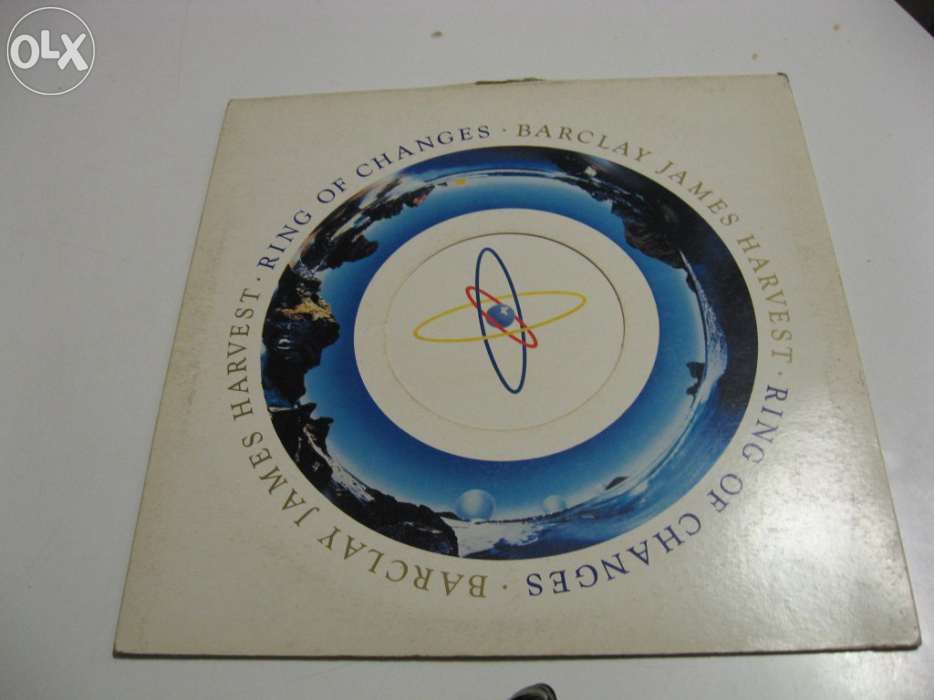 OLX
RING OF CHANGES · BARCLAY JAMES HARVEST · RING OF CHANGES · BARCLAY JAMES HARVEST ·